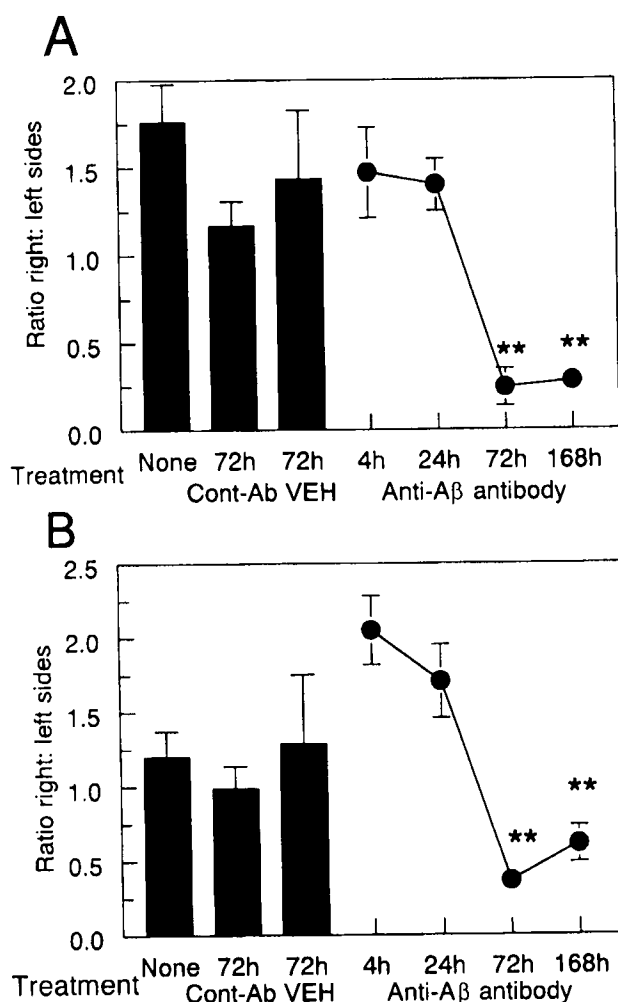 A
Ratio right: left sides
2.0
1.5
1.0
0.5
0.0
** **
Treatment None 72h 72h 4h 24h 72h 168h
Cont-Ab VEH Anti-Aβ antibody
B
Ratio right: left sides
2.5
2.0
1.5
1.0
0.5
0.0
** **
Treatment None 72h 72h 4h 24h 72h 168h
Cont-Ab VEH Anti-Aβ antibody